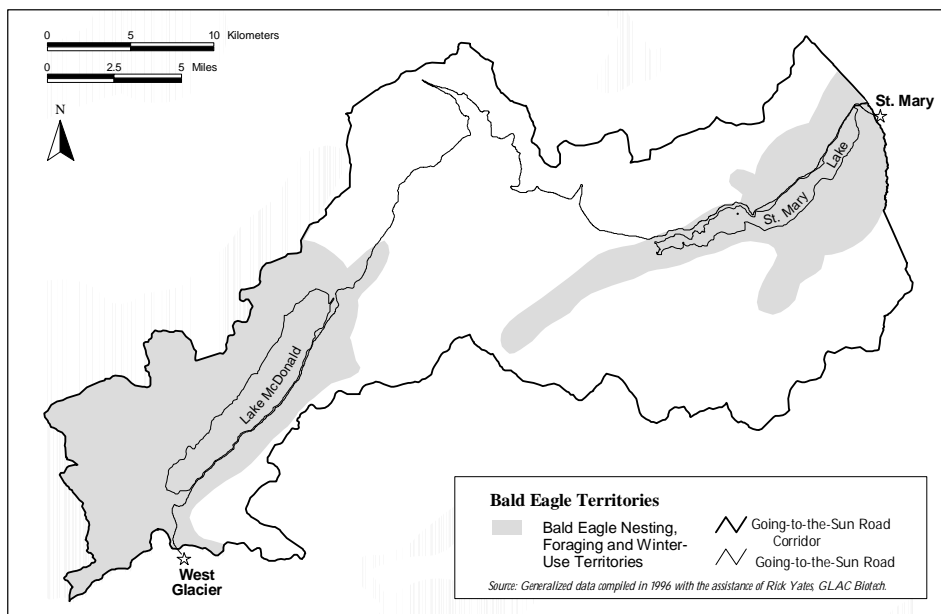 0 5 10 Kilometers
0 2.5 5 Miles
N
St. Mary
Lake
St. Mary
Lake McDonald
West
Glacier
Bald Eagle Territories
Bald Eagle Nesting,
Foraging and Winter-
Use Territories
Going-to-the-Sun Road
Corridor
Going-to-the-Sun Road
Source: Generalized data compiled in 1996 with the assistance of Rick Yates, GLAC Biotech.